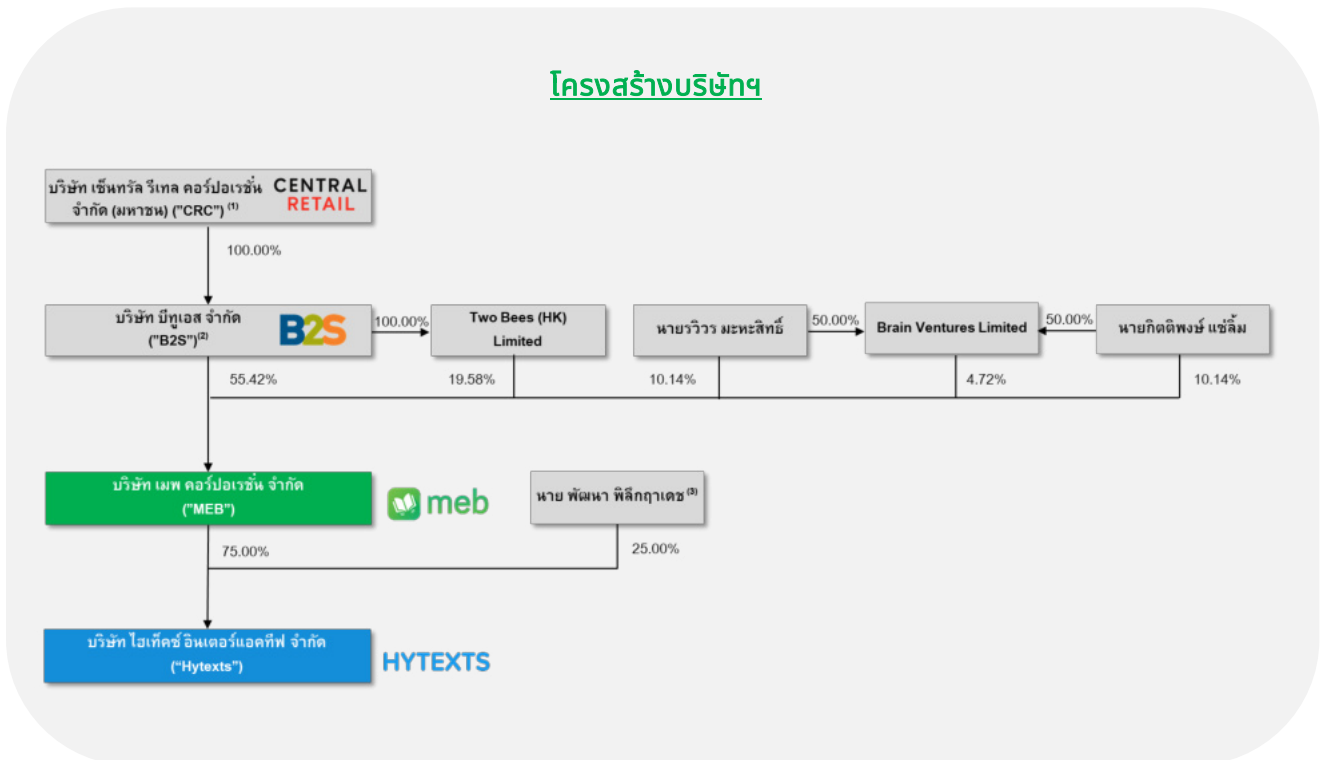 โครงสร้างบริษัทฯ
บริษัท เซ็นทรัล รีเทล คอร์ปอเรชั่น
จำกัด (มหาชน) ("CRC") (1)
CENTRAL
RETAIL
100.00%
บริษัท บีทูเอส จำกัด
("B2S")(2)
B2S
100.00%
Two Bees (HK)
Limited
นายรวิวร มะหะสิทธิ์
50.00%
Brain Ventures Limited
50.00%
นายกิตติพงษ์ แซ่ลิ้ม
55.42%
19.58%
10.14%
4.72%
10.14%
บริษัท เมพ คอร์ปอเรชั่น จำกัด
("MEB")
meb
นาย พัฒนา พิลึกฤาเดช (3)
75.00%
25.00%
บริษัท ไฮเท็คซ์ อินเตอร์แอคทีฟ จำกัด
("Hytexts")
HYTEXTS